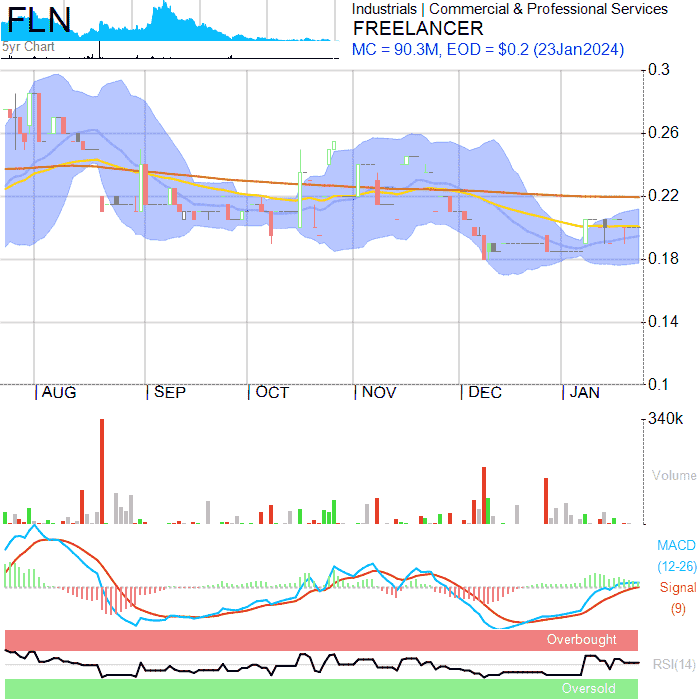 FLN
5yr Chart
Industrials | Commercial & Professional Services
FREELANCER
MC = 90.3M, EOD = $0.2 (23Jan2024)
0.3
0.26
0.22
0.18
0.14
0.1
AUG SEP OCT NOV DEC JAN
340k
Volume
MACD
(12-26)
Signal
(9)
Overbought
RSI(14)
Oversold